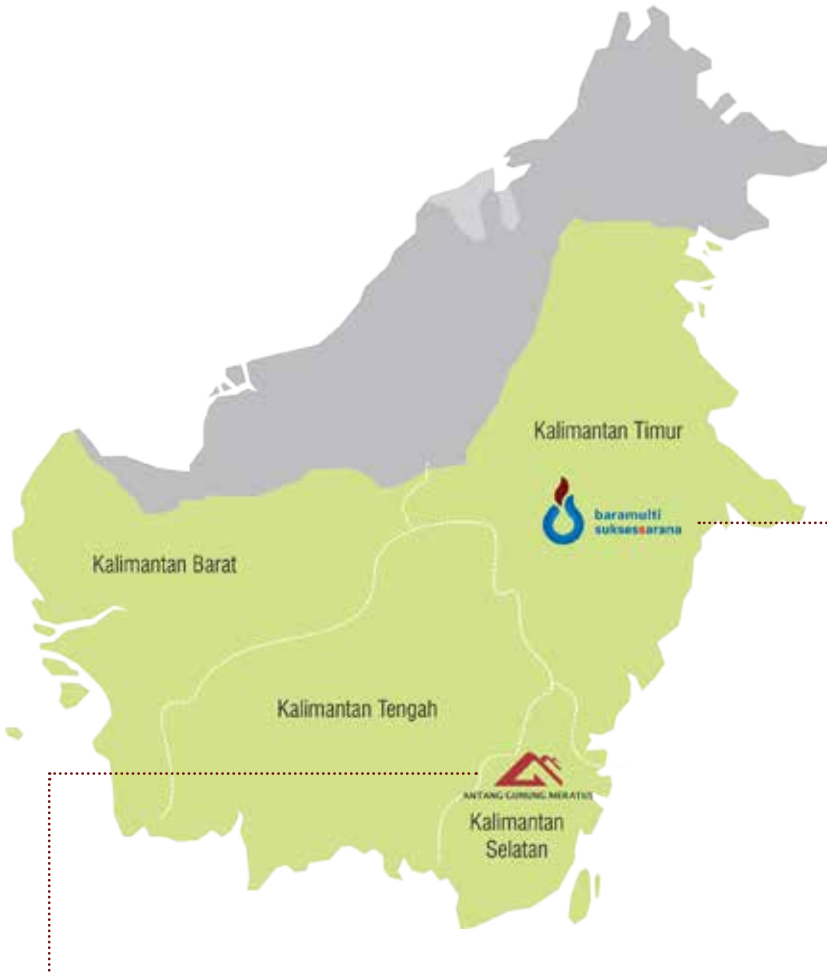 Kalimantan Timur
baramulti
suksessarana
Kalimantan Barat
Kalimantan Tengah
ANTANG GUNUNG MERATUS
Kalimantan
Selatan